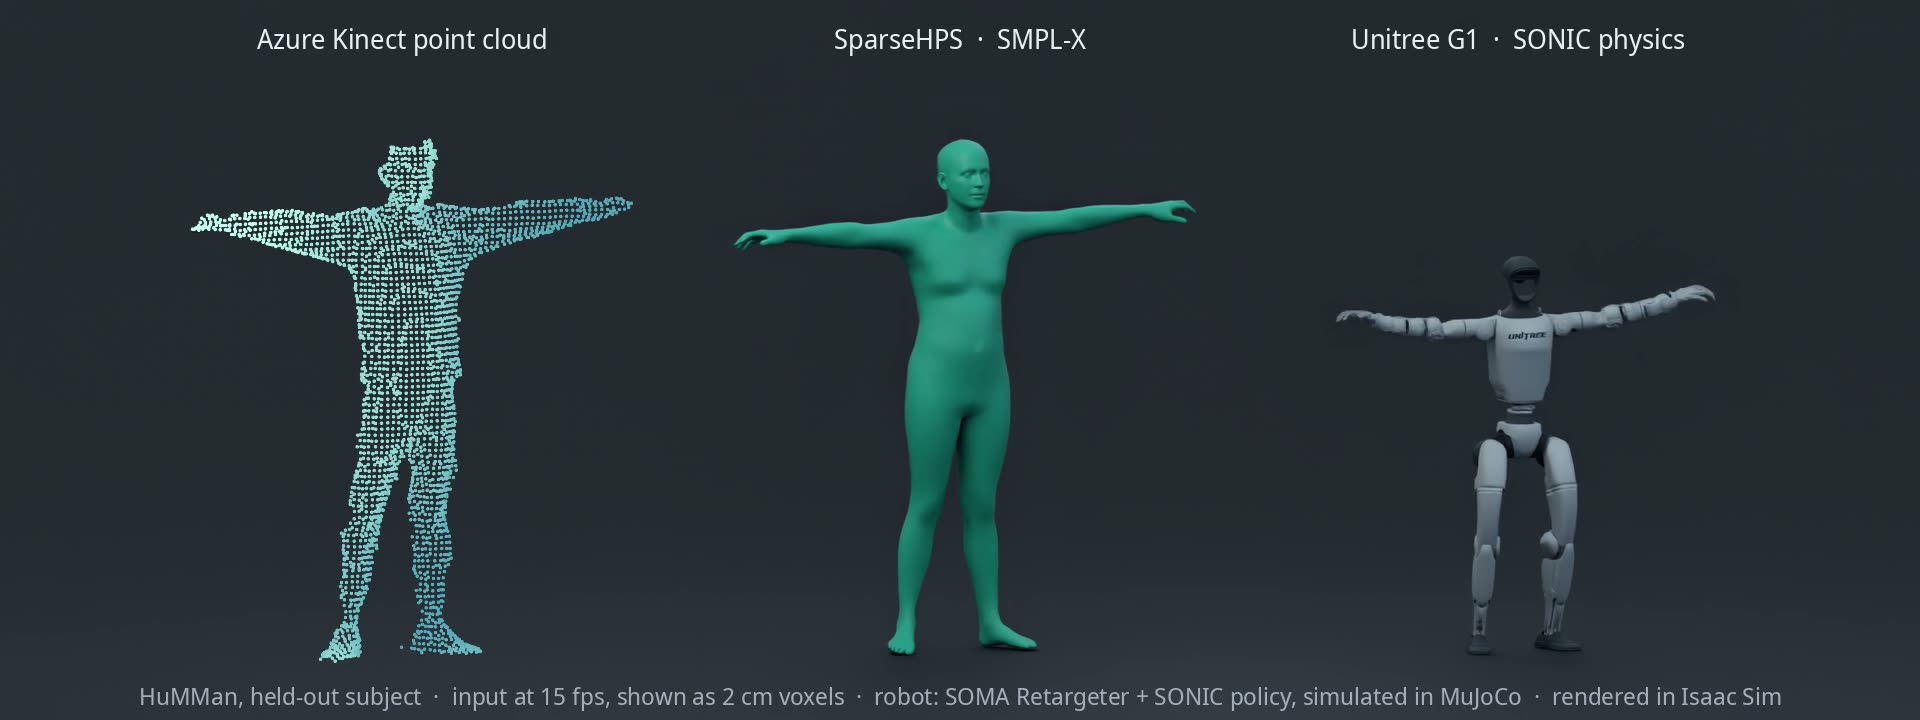 Azure Kinect point cloud
SparseHPS · SMPL-X
Unitree G1 · SONIC physics
UNITREE
HuMMan, held-out subject · input at 15 fps, shown as 2 cm voxels · robot: SOMA Retargeter + SONIC policy, simulated in MuJoCo · rendered in Isaac Sim